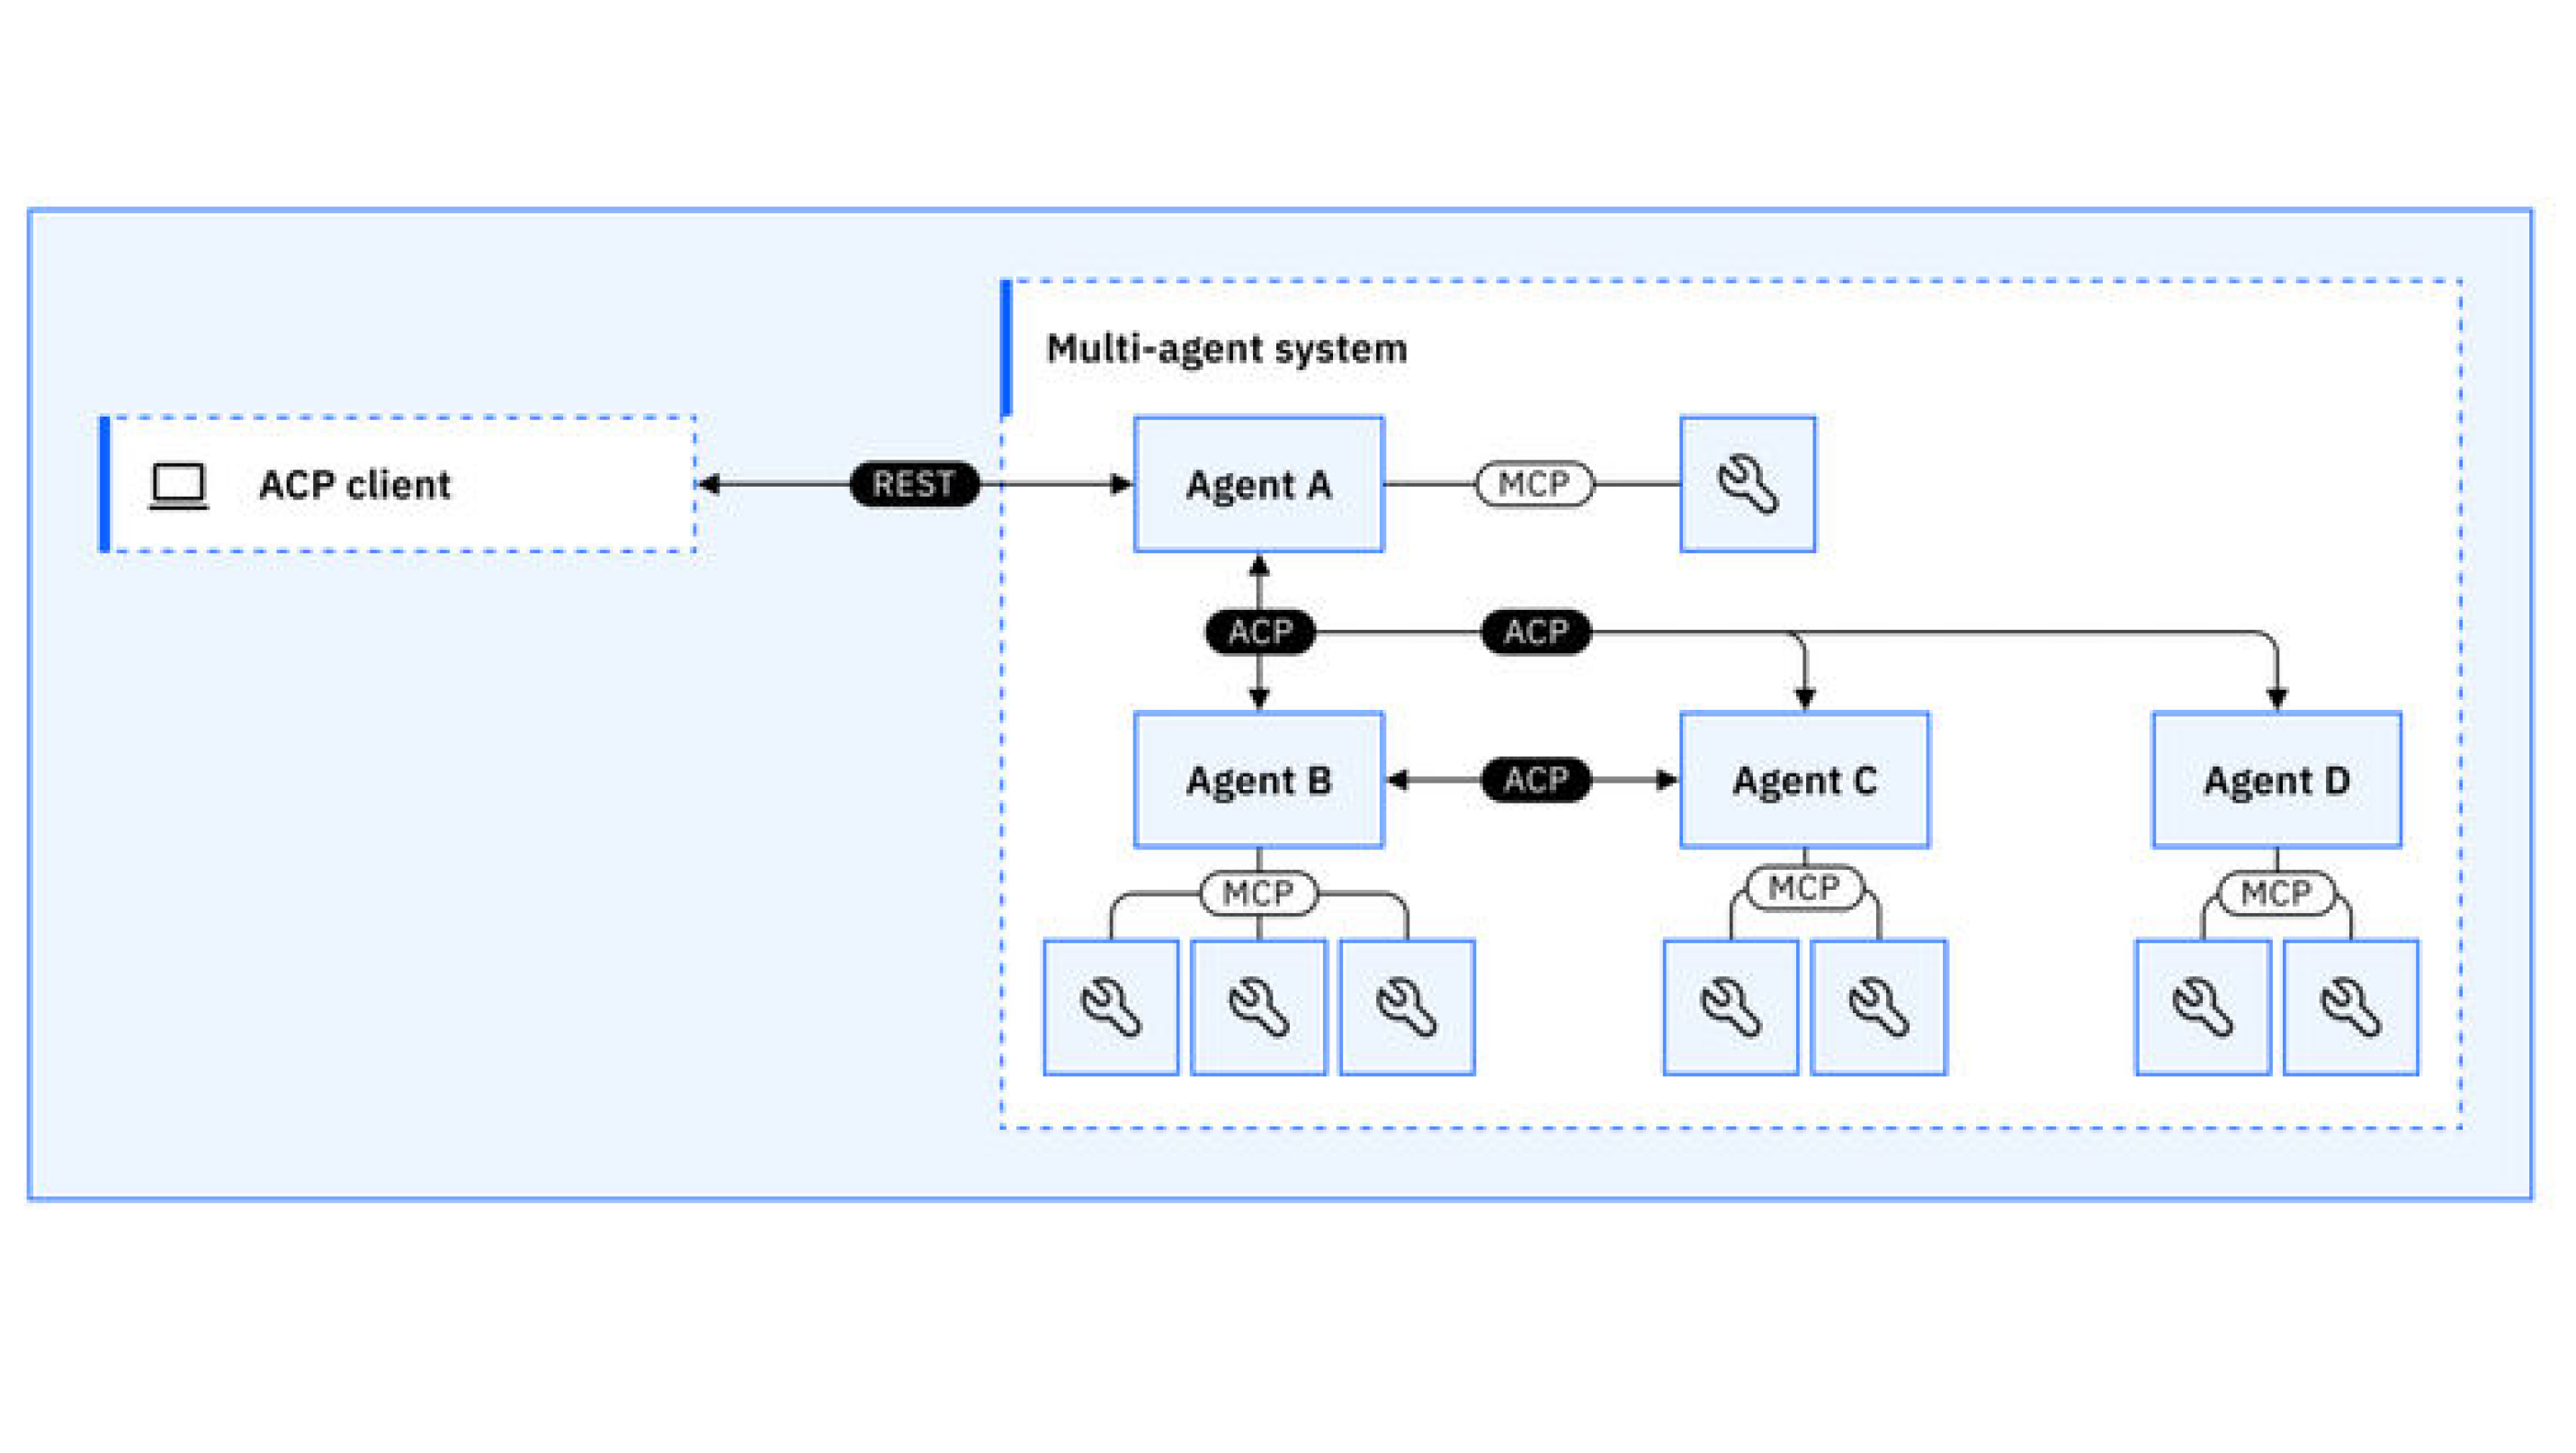 Multi-agent system
ACP client
REST
Agent A
MCP
ACP
ACP
Agent B
ACP
Agent C
Agent D
MCP
MCP
MCP